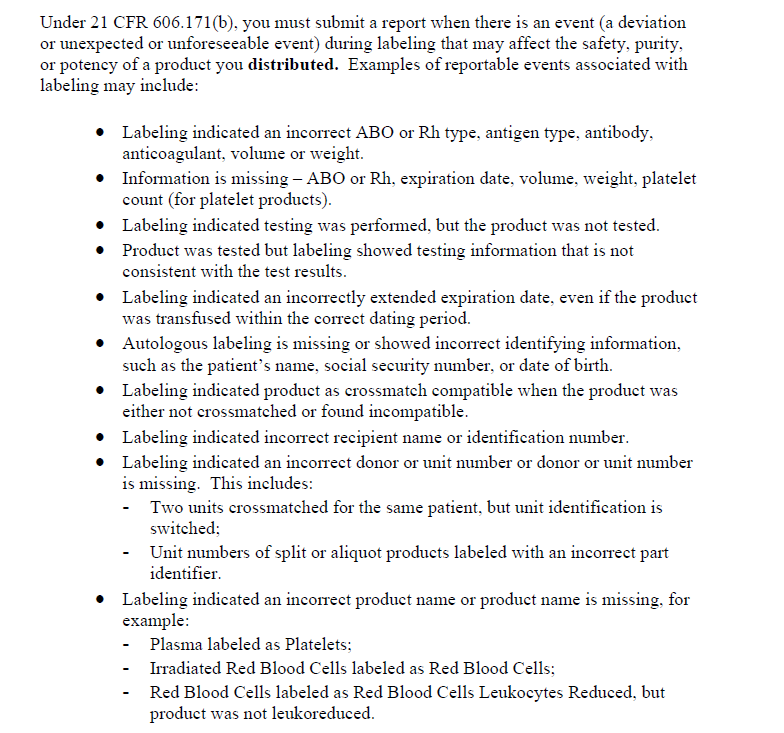 Under 21 CFR 606.171(b), you must submit a report when there is an event (a deviation
or unexpected or unforeseeable event) during labeling that may affect the safety, purity,
or potency of a product you distributed. Examples of reportable events associated with
labeling may include:
• Labeling indicated an incorrect ABO or Rh type, antigen type, antibody,
anticoagulant, volume or weight.
• Information is missing – ABO or Rh, expiration date, volume, weight, platelet
count (for platelet products).
• Labeling indicated testing was performed, but the product was not tested.
• Product was tested but labeling showed testing information that is not
consistent with the test results.
• Labeling indicated an incorrectly extended expiration date, even if the product
was transfused within the correct dating period.
• Autologous labeling is missing or showed incorrect identifying information,
such as the patient’s name, social security number, or date of birth.
• Labeling indicated product as crossmatch compatible when the product was
either not crossmatched or found incompatible.
• Labeling indicated incorrect recipient name or identification number.
• Labeling indicated an incorrect donor or unit number or donor or unit number
is missing. This includes:
- Two units crossmatched for the same patient, but unit identification is
switched;
- Unit numbers of split or aliquot products labeled with an incorrect part
identifier.
• Labeling indicated an incorrect product name or product name is missing, for
example:
- Plasma labeled as Platelets;
- Irradiated Red Blood Cells labeled as Red Blood Cells;
- Red Blood Cells labeled as Red Blood Cells Leukocytes Reduced, but
product was not leukoreduced.